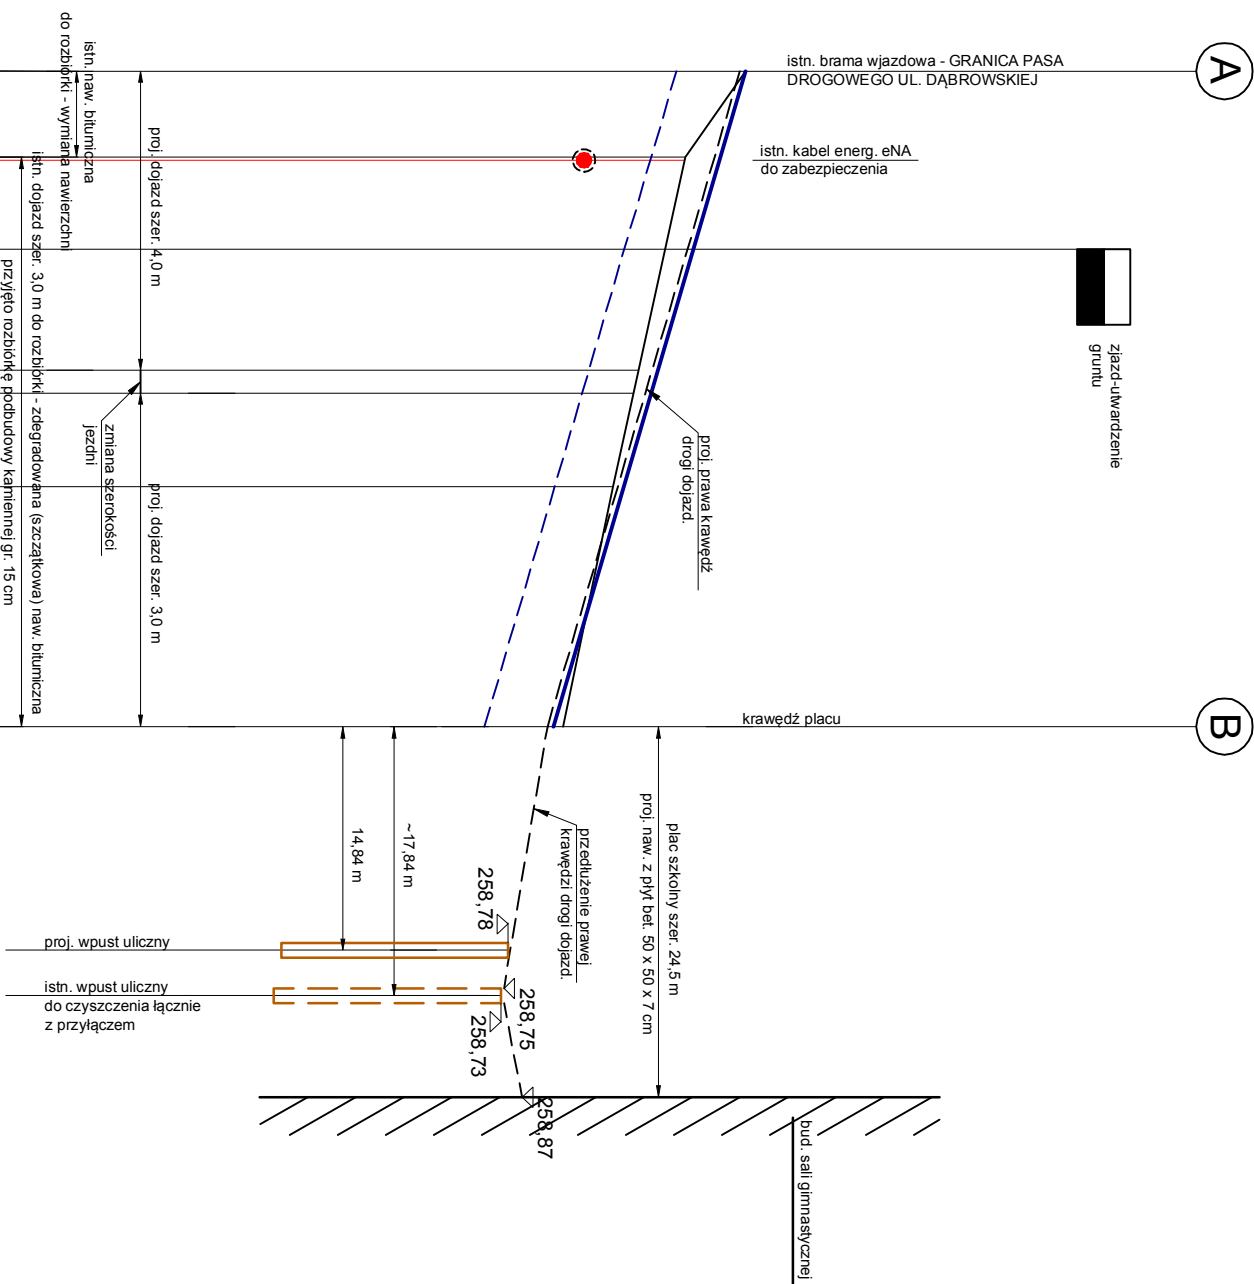 A
istn. brama wjazdowa - GRANICA PASA
DROGOWEGO UL. DĄBROWSKIEJ
istn. kabel energ. eNA
do zabezpieczenia
zjazd-utwardzenie
gruntu
istn. naw. bitumiczna
do rozbiórki - wymiana nawierzchni
proj. dojazd szer. 4,0 m
istn. dojazd szer. 3,0 m do rozbiórki - zdegradowana (szczątkowa) naw. bitumiczna
przyjęto rozbiórkę podbudowy kamiennej gr. 15 cm
zmiana szerokości
jezdni
proj. dojazd szer. 3,0 m
proj. prawa krawędź
drogi dojazd.
B
krawędź placu
plac szkolny szer. 24,5 m
proj. naw. z płyt bet. 50 x 50 x 7 cm
przedłużenie prawej
krawędzi drogi dojazd.
~17,84 m
14,84 m
258,78
258,75
258,73
258,87
proj. wpust uliczny
istn. wpust uliczny
do czyszczenia łącznie
z przyłączem
bud. sali gimnastycznej